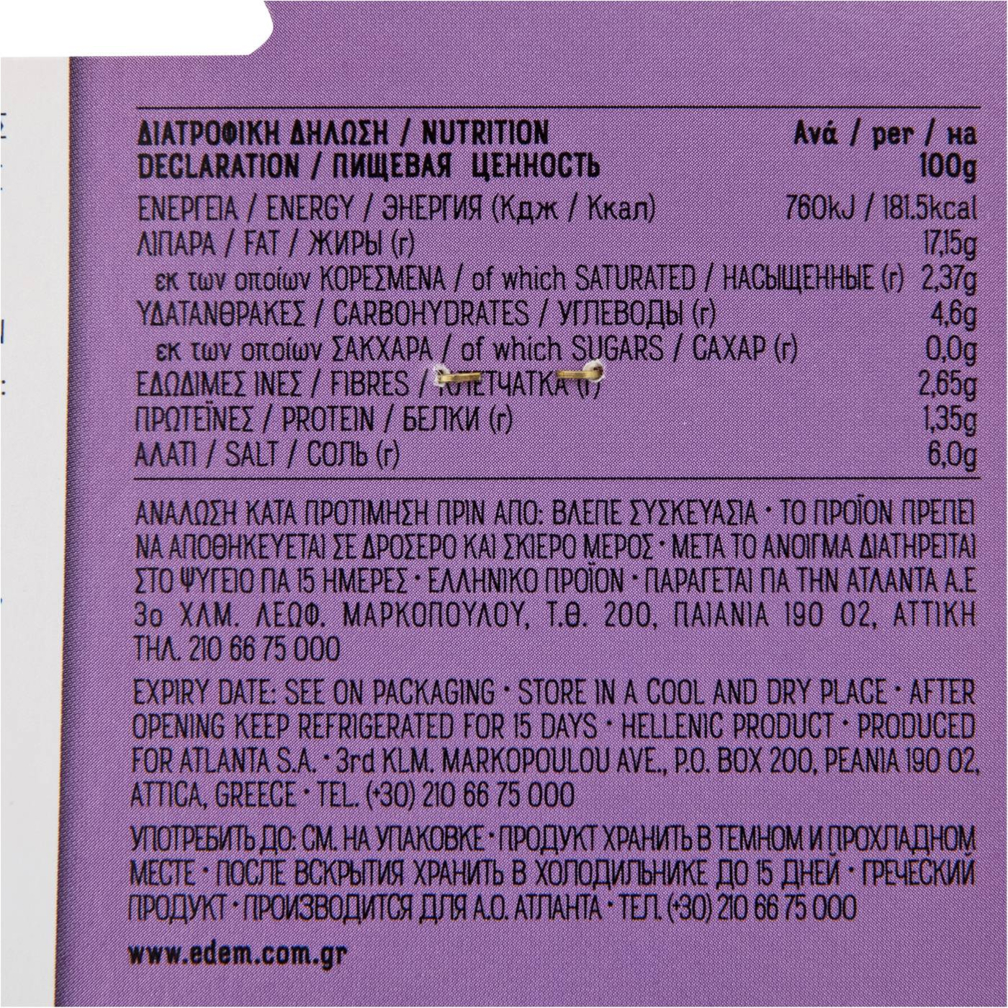 ΔΙΑΤΡΟΦΙΚΗ ΔΗΛΩΣΗ / NUTRITION Ανά / per / на
DECLARATION / ПИЩЕВАЯ ЦЕННОСТЬ 100g
ΕΝΕΡΓΕΙΑ / ENERGY / ЭНЕРГИЯ (Кдж / Ккал) 760kJ / 181.5kcal
ΛΙΠΑΡΑ / FAT / ЖИРЫ (г) 17,15g
εκ των οποίων ΚΟΡΕΣΜΕΝΑ / of which SATURATED / НАСЫЩЕННЫЕ (г) 2,37g
ΥΔΑΤΑΝΘΡΑΚΕΣ / CARBOHYDRATES / УГЛЕВОДЫ (г) 4,6g
εκ των οποίων ΣΑΚΧΑΡΑ / of which SUGARS / САХАР (г) 0,0g
ΕΔΩΔΙΜΕΣ ΙΝΕΣ / FIBRES / КЛЕТЧАТКА (г) 2,65g
ΠΡΩΤΕΪΝΕΣ / PROTEIN / БЕЛКИ (г) 1,35g
ΑΛΑΤΙ / SALT / СОЛЬ (г) 6,0g
ΑΝΑΛΩΣΗ ΚΑΤΑ ΠΡΟΤΙΜΗΣΗ ΠΡΙΝ ΑΠΟ: ΒΛΕΠΕ ΣΥΣΚΕΥΑΣΙΑ · ΤΟ ΠΡΟΪΟΝ ΠΡΕΠΕΙ
ΝΑ ΑΠΟΘΗΚΕΥΕΤΑΙ ΣΕ ΔΡΟΣΕΡΟ ΚΑΙ ΣΚΙΕΡΟ ΜΕΡΟΣ · ΜΕΤΑ ΤΟ ΑΝΟΙΓΜΑ ΔΙΑΤΗΡΕΙΤΑΙ
ΣΤΟ ΨΥΓΕΙΟ ΓΙΑ 15 ΗΜΕΡΕΣ · ΕΛΛΗΝΙΚΟ ΠΡΟΪΟΝ · ΠΑΡΑΓΕΤΑΙ ΓΙΑ ΤΗΝ ΑΤΛΑΝΤΑ Α.Ε
3ο ΧΛΜ. ΛΕΩΦ. ΜΑΡΚΟΠΟΥΛΟΥ, Τ.Θ. 200, ΠΑΙΑΝΙΑ 190 02, ΑΤΤΙΚΗ
ΤΗΛ. 210 66 75 000
EXPIRY DATE: SEE ON PACKAGING · STORE IN A COOL AND DRY PLACE · AFTER
OPENING KEEP REFRIGERATED FOR 15 DAYS · HELLENIC PRODUCT · PRODUCED
FOR ATLANTA S.A. · 3rd KLM. MARKOPOULOU AVE., P.O. BOX 200, PEANIA 190 02,
ATTICA, GREECE · TEL. (+30) 210 66 75 000
УПОТРЕБИТЬ ДО: СМ. НА УПАКОВКЕ · ПРОДУКТ ХРАНИТЬ В ТЕМНОМ И ПРОХЛАДНОМ
МЕСТЕ · ПОСЛЕ ВСКРЫТИЯ ХРАНИТЬ В ХОЛОДИЛЬНИКЕ ДО 15 ДНЕЙ · ГРЕЧЕСКИЙ
ПРОДУКТ · ПРОИЗВОДИТСЯ ДЛЯ А.О. АТЛАНТА · ТЕЛ. (+30) 210 66 75 000
www.edem.com.gr